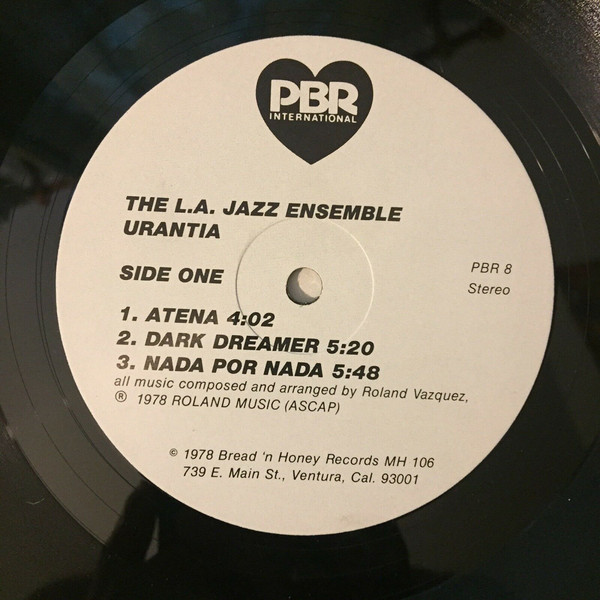 PBR
INTERNATIONAL
THE L.A. JAZZ ENSEMBLE
URANTIA
SIDE ONE
PBR 8
Stereo
1. ATENA 4:02
2. DARK DREAMER 5:20
3. NADA POR NADA 5:48
all music composed and arranged by Roland Vazquez,
® 1978 ROLAND MUSIC (ASCAP)
© 1978 Bread 'n Honey Records MH 106
739 E. Main St., Ventura, Cal. 93001